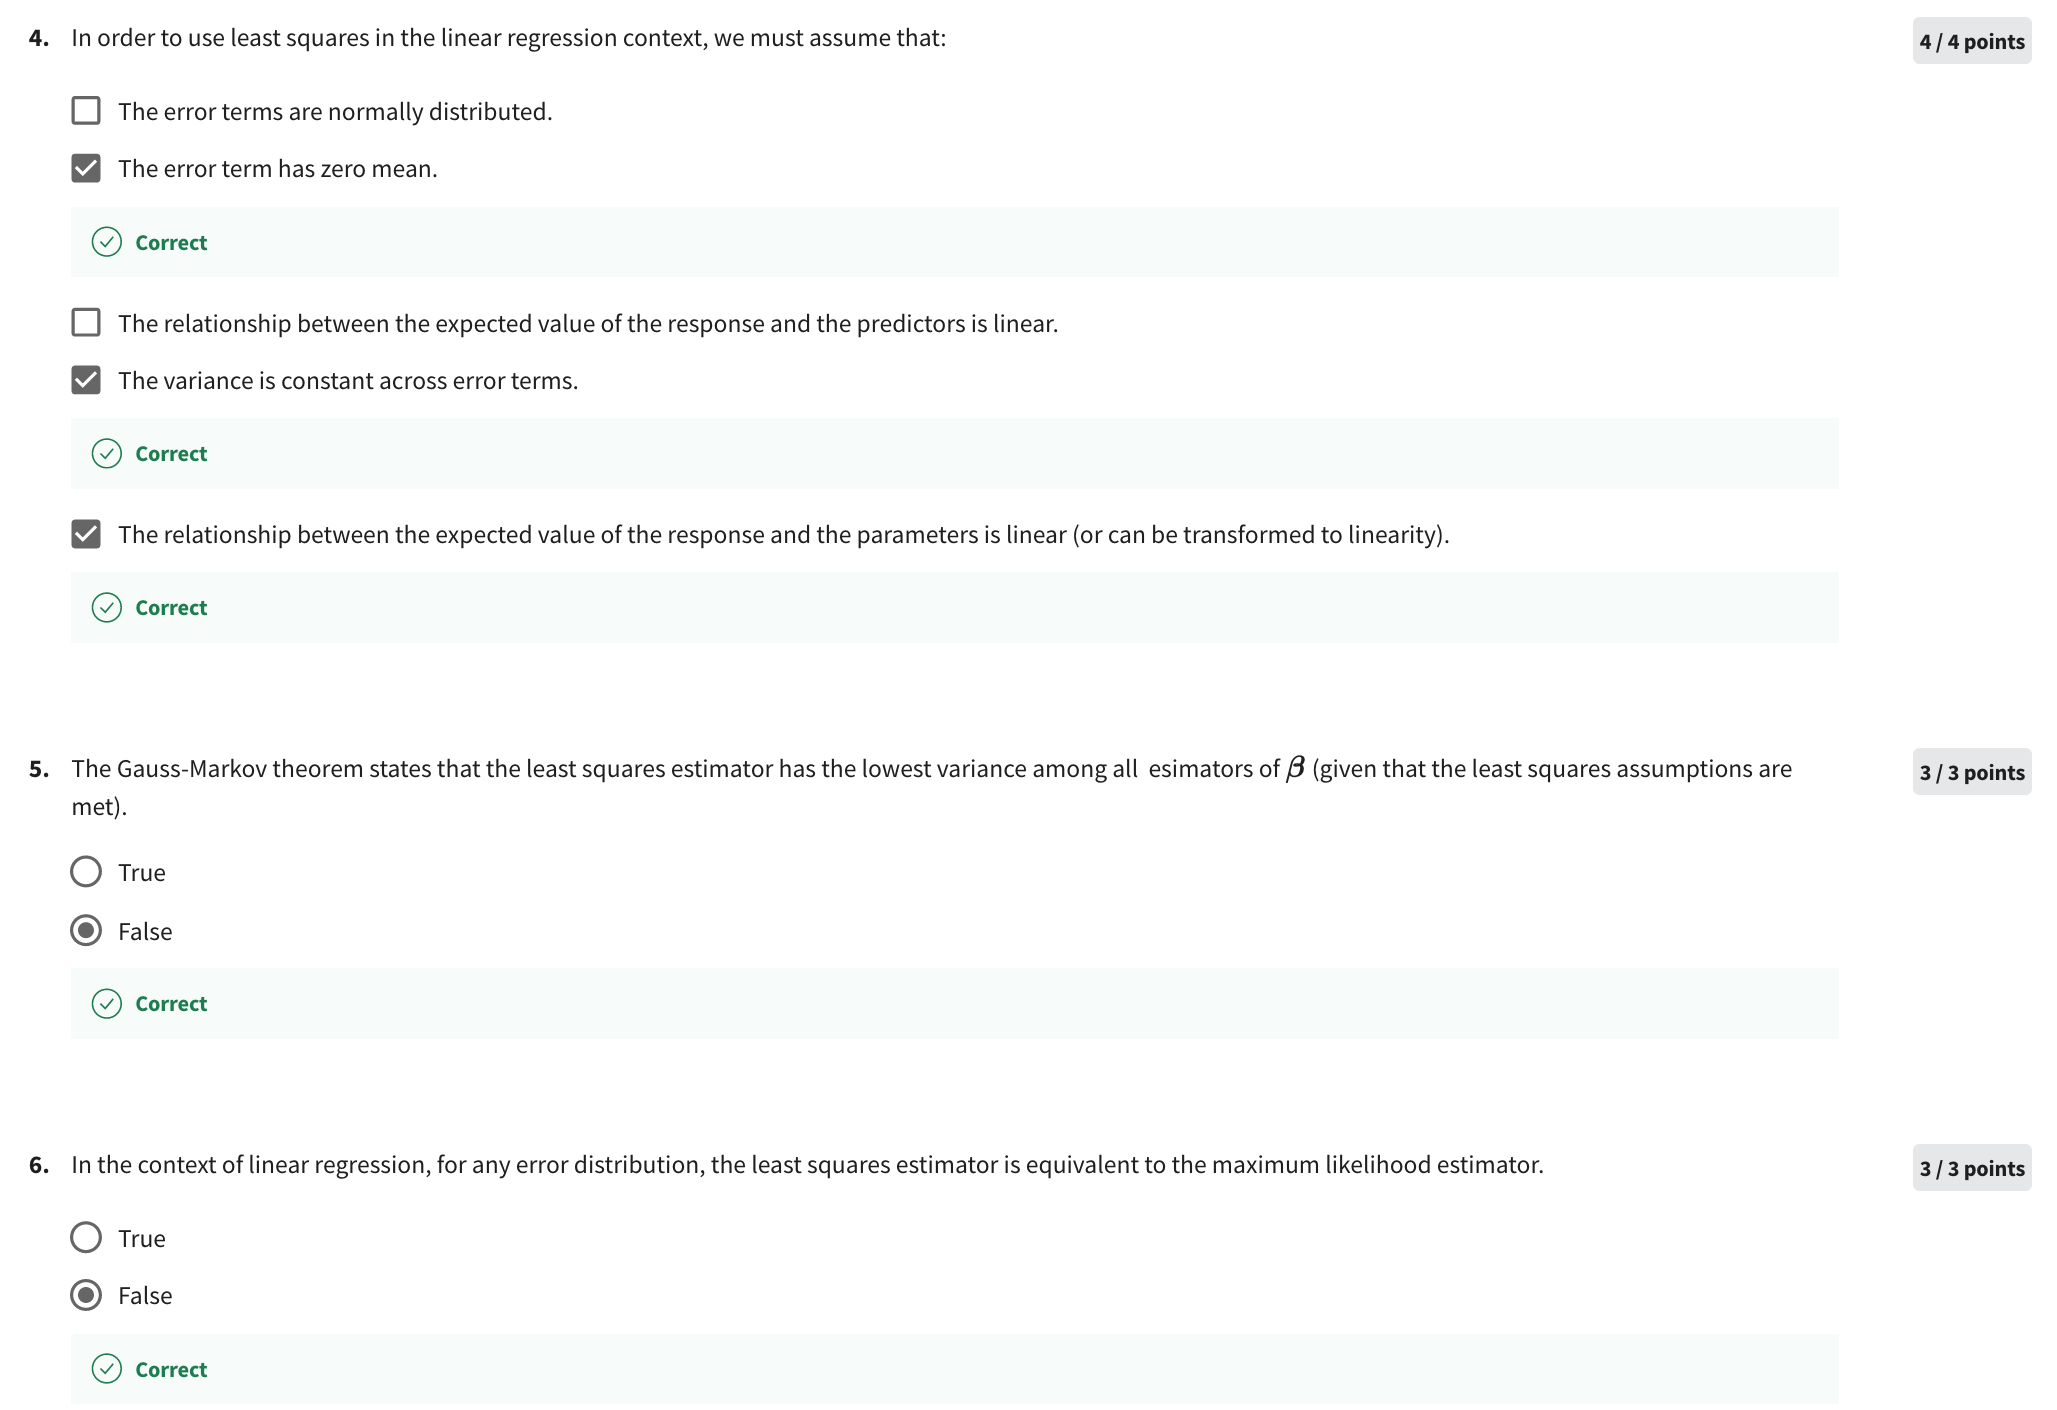 4. In order to use least squares in the linear regression context, we must assume that:
4 / 4 points
The error terms are normally distributed.
The error term has zero mean.
Correct
The relationship between the expected value of the response and the predictors is linear.
The variance is constant across error terms.
Correct
The relationship between the expected value of the response and the parameters is linear (or can be transformed to linearity).
Correct
5. The Gauss-Markov theorem states that the least squares estimator has the lowest variance among all esimators of β (given that the least squares assumptions are
met).
3 / 3 points
True
False
Correct
6. In the context of linear regression, for any error distribution, the least squares estimator is equivalent to the maximum likelihood estimator.
3 / 3 points
True
False
Correct